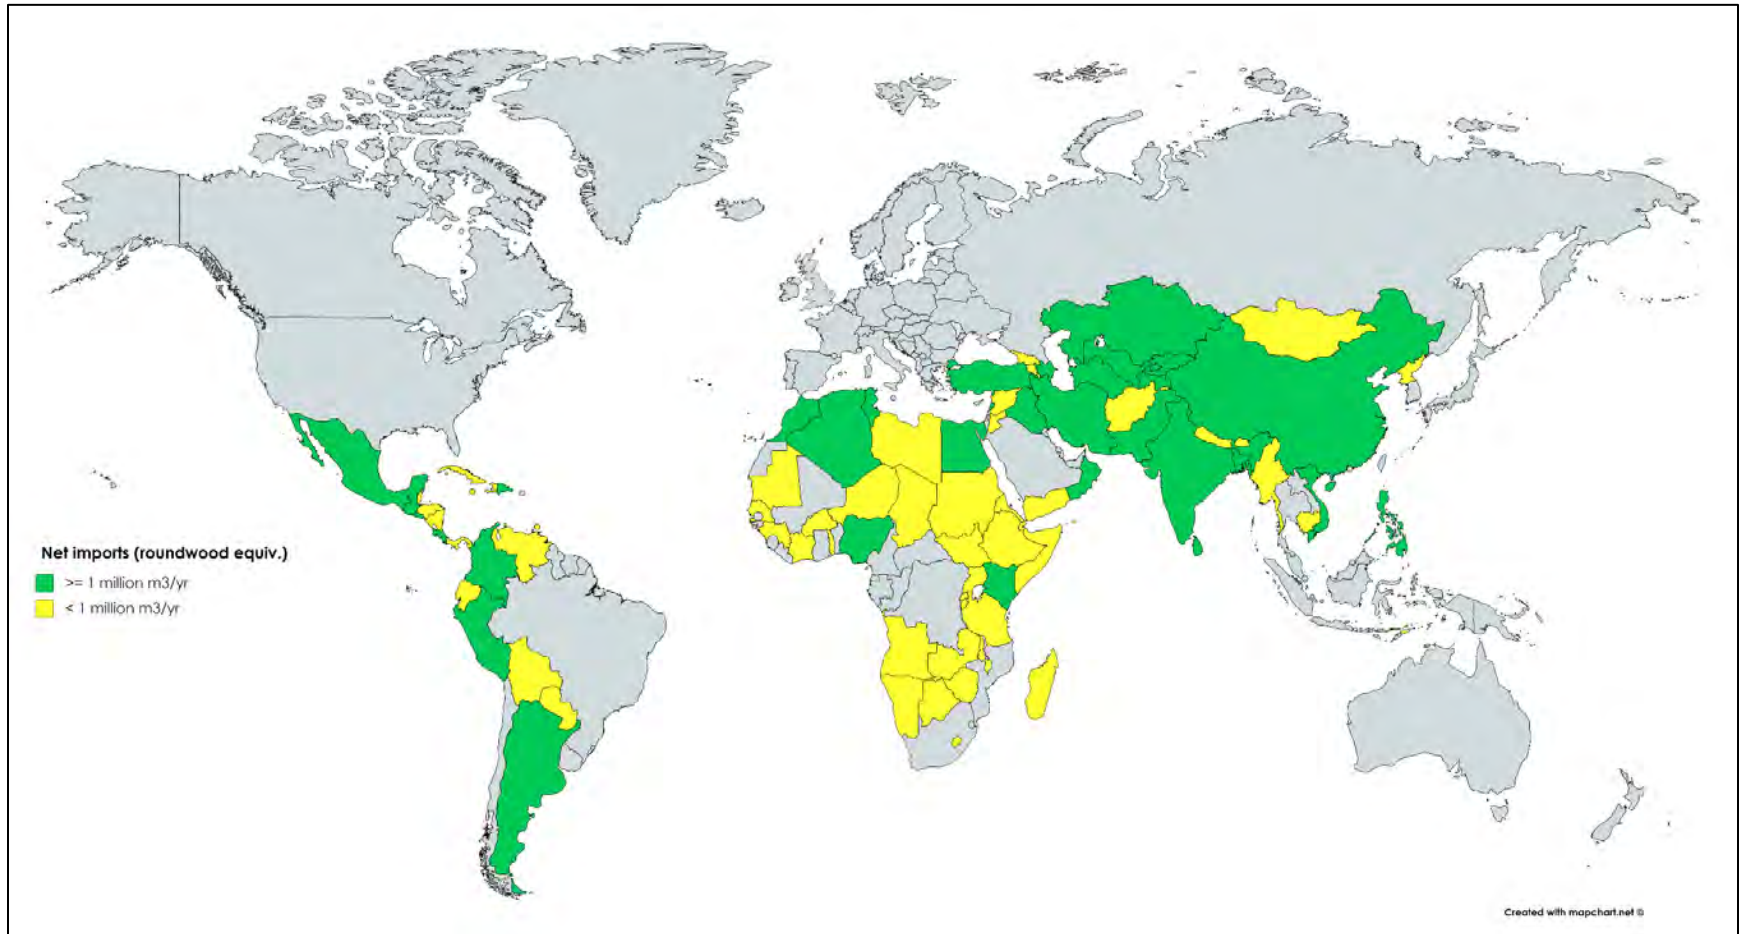 Net imports (roundwood equiv.)
>= 1 million m3/yr
< 1 million m3/yr
Created with mapchart.net ©